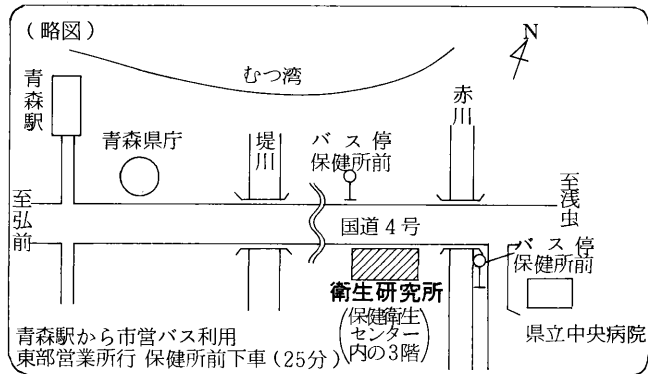 (略図)
N
むつ湾
青森駅
青森県庁
堤川
バス停
保健所前
赤川
至弘前
国道4号
至浅虫
バス停
保健所前
衛生研究所
(保健衛生
センター
内の3階)
県立中央病院
青森駅から市営バス利用
東部営業所行 保健所前下車(25分)